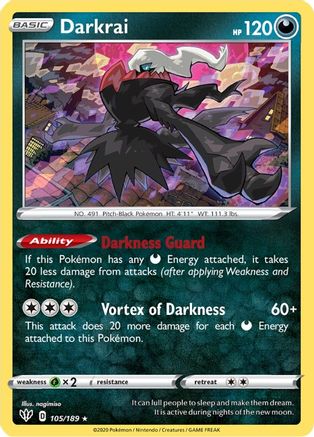 BASIC Darkrai HP 120
NO. 491 Pitch-Black Pokémon HT: 4'11" WT: 111.3 lbs.
Ability Darkness Guard
If this Pokémon has any Energy attached, it takes
20 less damage from attacks (after applying Weakness and
Resistance).
Vortex of Darkness 60+
This attack does 20 more damage for each Energy
attached to this Pokémon.
weakness ×2 resistance retreat
Illus. nagimiso
D 105/189 ★
It can lull people to sleep and make them dream.
It is active during nights of the new moon.
©2020 Pokémon / Nintendo / Creatures / GAME FREAK